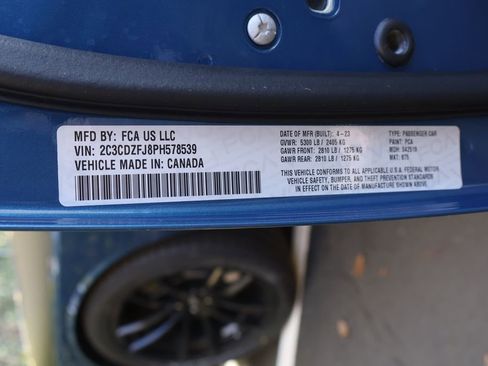 MFD BY: FCA US LLC
VIN: 2C3CDZFJ8PH578539
VEHICLE MADE IN: CANADA
DATE OF MFR (BUILT): 4-23
GVWR: 5300 LB / 2405 KG
GAWR FRONT: 2810 LB / 1275 KG
GAWR REAR: 2810 LB / 1275 KG
TYPE: PASSENGER CAR
PAINT: PCA
MDH: 042519
MKT: 875
THIS VEHICLE CONFORMS TO ALL APPLICABLE U.S.A. FEDERAL MOTOR
VEHICLE SAFETY, BUMPER, AND THEFT PREVENTION STANDARDS
IN EFFECT ON THE DATE OF MANUFACTURE SHOWN ABOVE.